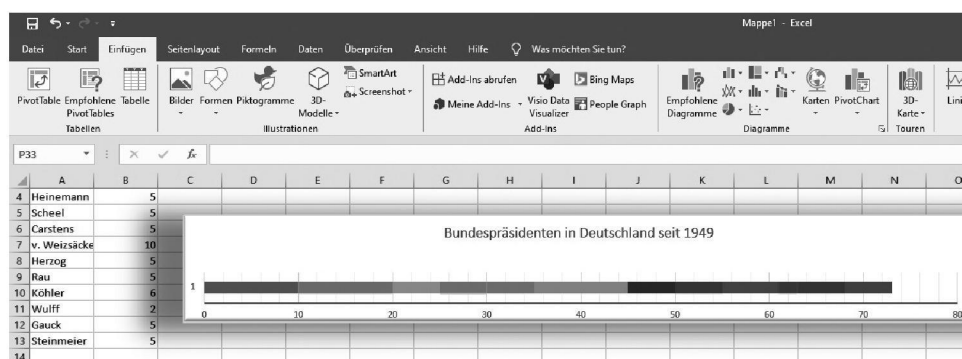 Mappe1 - Excel
Datei Start Einfügen Seitenlayout Formeln Daten Überprüfen Ansicht Hilfe Was möchten Sie tun?
PivotTable Empfohlene PivotTables Tabelle
Tabellen
Bilder Formen Piktogramme 3D-Modelle
SmartArt
Screenshot
Illustrationen
Add-Ins abrufen
Meine Add-Ins
Visio Data Visualizer
Bing Maps
People Graph
Add-Ins
Empfohlene Diagramme
Karten PivotChart
Diagramme
3D-Karte
Touren
Lini
P33 fx
A B C D E F G H I J K L M N O
4 Heinemann 5
5 Scheel 5
6 Carstens 5
7 v. Weizsäcke 10
8 Herzog 5
9 Rau 5
10 Köhler 6
11 Wulff 2
12 Gauck 5
13 Steinmeier 5
14
Bundespräsidenten in Deutschland seit 1949
1
0 10 20 30 40 50 60 70 80